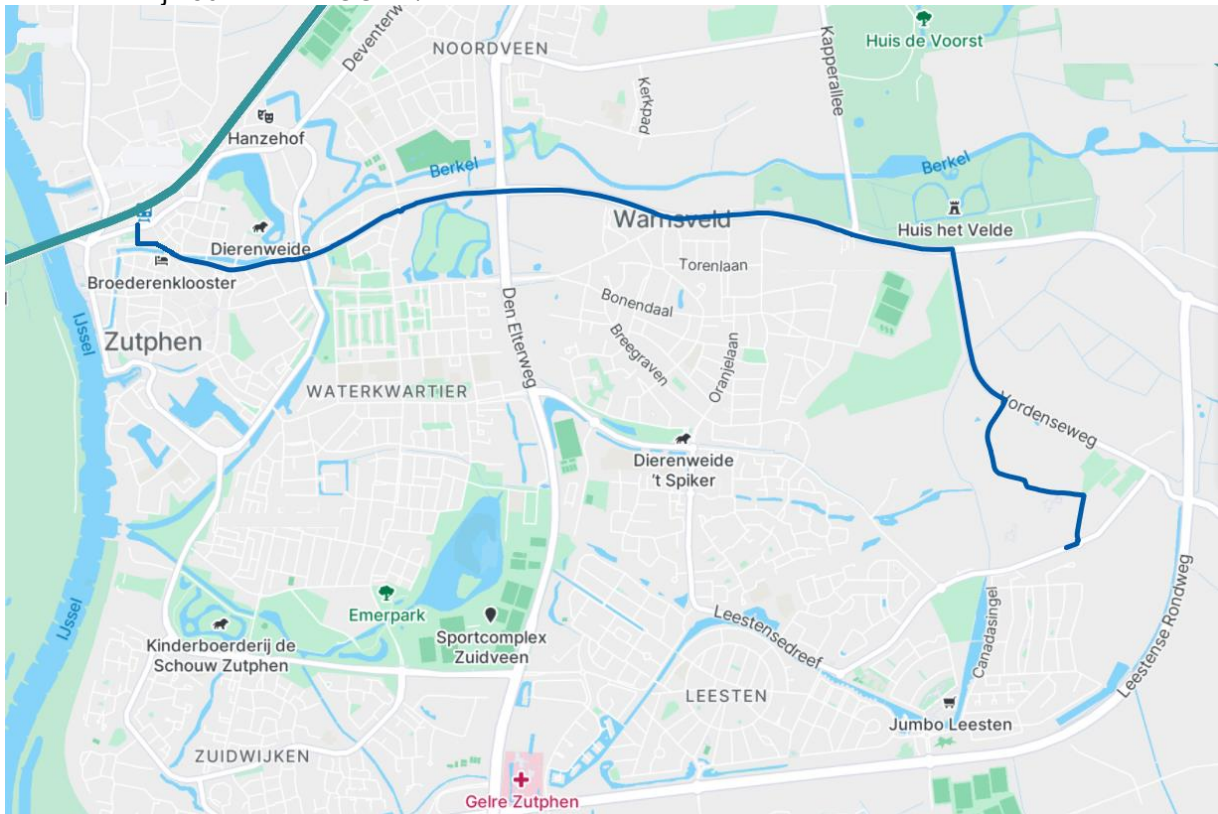 Huis de Voorst
NOORDVEEN
Deventerw
Kapperallee
Kerkpad
Hanzehof
Berkel
Berkel
Warnsveld
Huis het Velde
Dierenweide
Torenlaan
Broederenklooster
Bonendaal
Den Elterweg
IJssel
Zutphen
Breegraven
Oranjelaan
WATERKWARTIER
Vordenseweg
Dierenweide
't Spiker
Emerpark
Leestense Rondweg
IJssel
Sportcomplex
Zuidveen
Leestensedreef
Canadasingel
Kinderboerderij de
Schouw Zutphen
LEESTEN
Jumbo Leesten
ZUIDWIJKEN
Gelre Zutphen